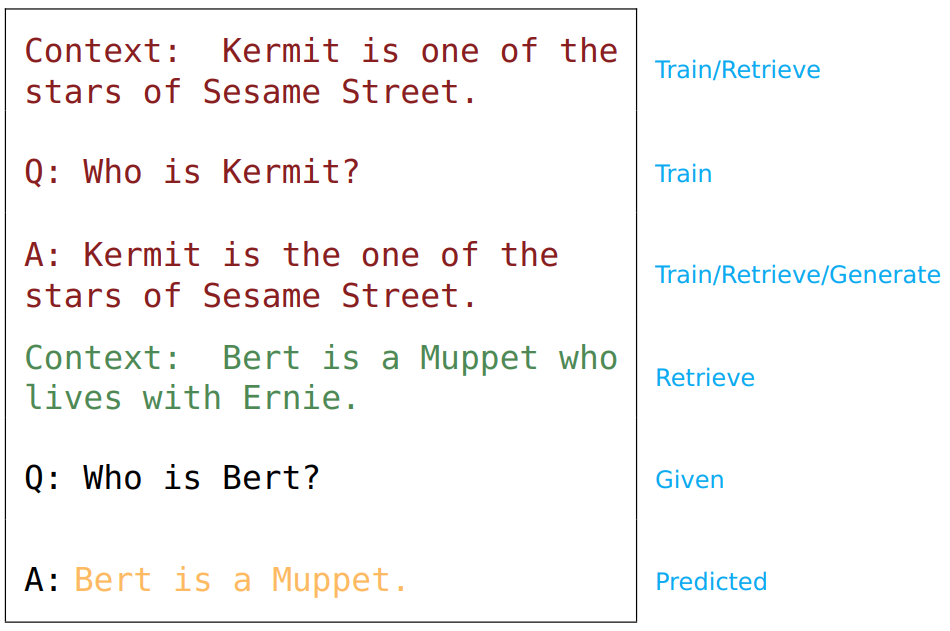 Context:  Kermit is one of the
stars of Sesame Street.
Train/Retrieve
Q: Who is Kermit?
Train
A: Kermit is the one of the
stars of Sesame Street.
Train/Retrieve/Generate
Context:  Bert is a Muppet who
lives with Ernie.
Retrieve
Q: Who is Bert?
Given
A: Bert is a Muppet.
Predicted